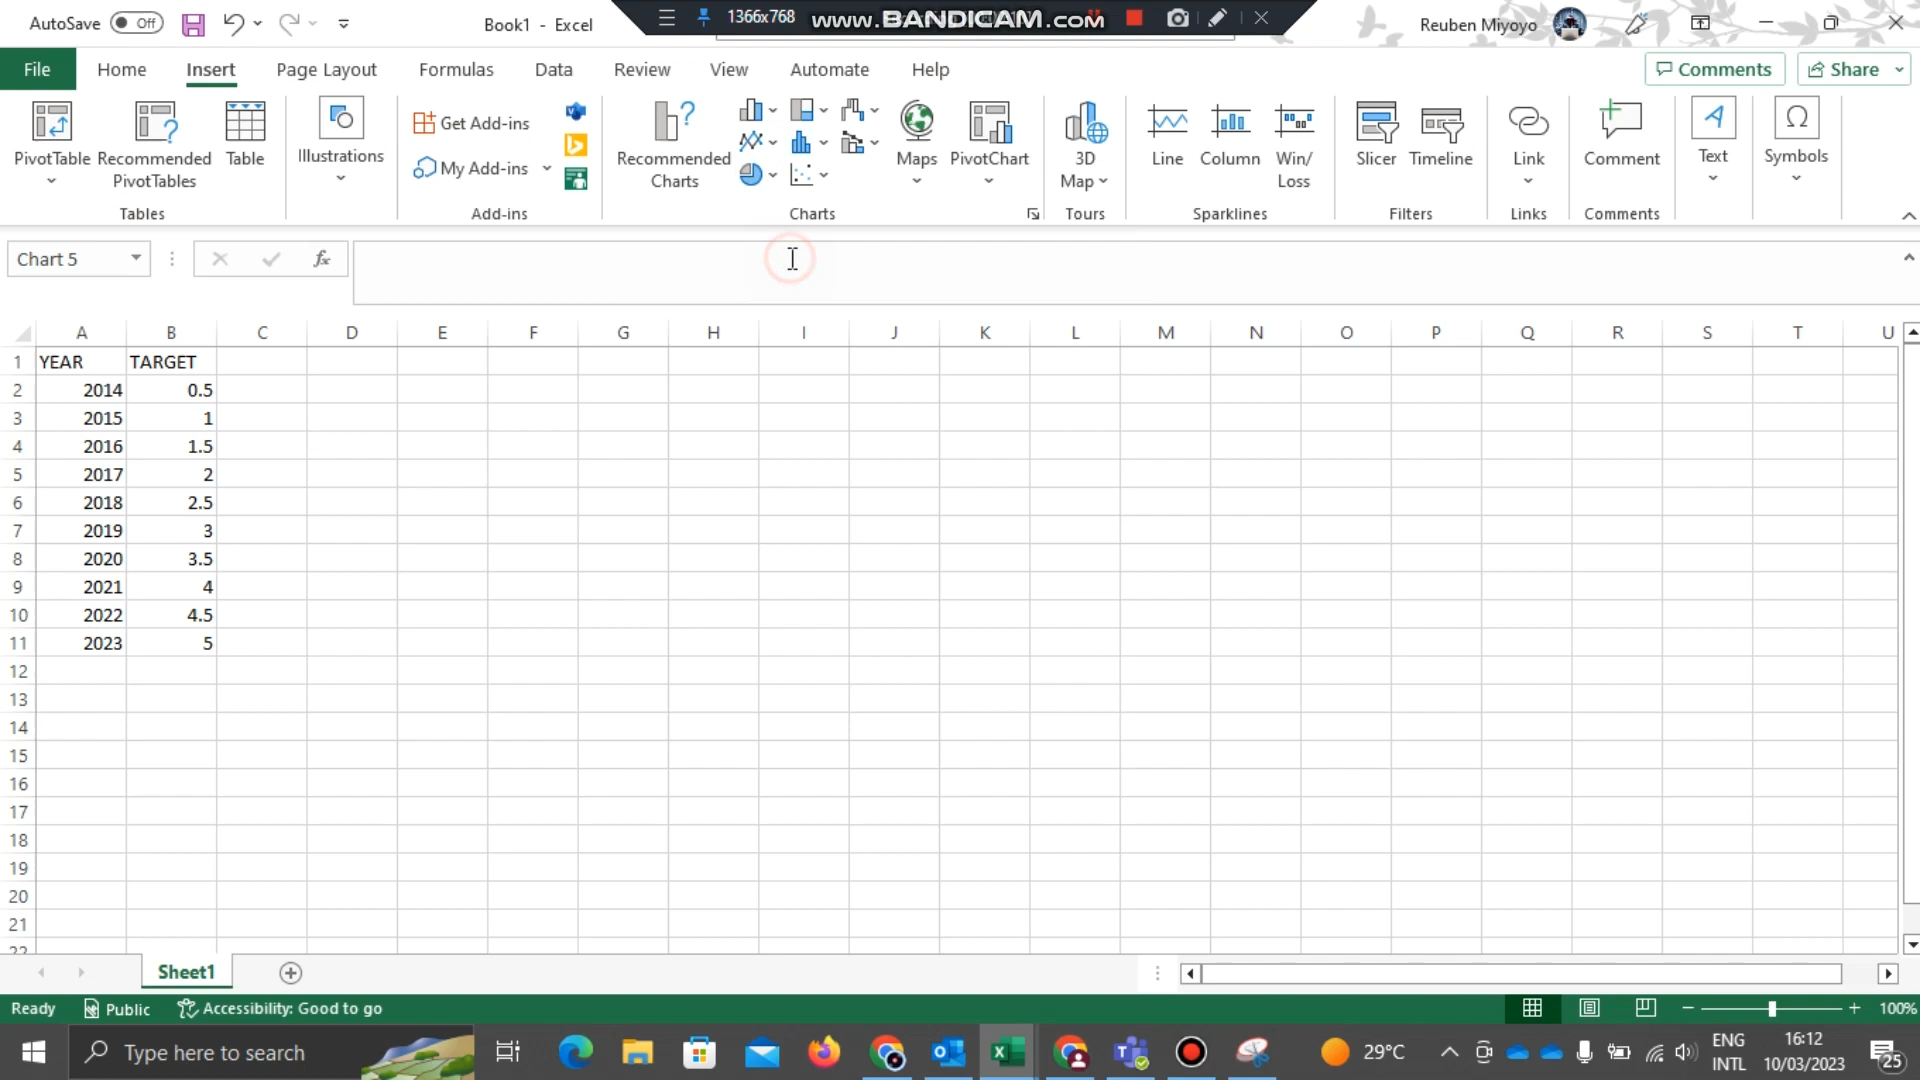 AutoSave Off Book1 - Excel 1366x768 www.BANDICAM.com Reuben Miyoyo
File Home Insert Page Layout Formulas Data Review View Automate Help Comments Share
PivotTable Recommended PivotTables Table Illustrations Get Add-ins My Add-ins Recommended Charts Maps PivotChart 3D Map Line Column Win/Loss Slicer Timeline Link Comment Text Symbols
Tables Add-ins Charts Tours Sparklines Filters Links Comments
Chart 5 fx
A B C D E F G H I J K L M N O P Q R S T U
1 YEAR TARGET
2 2014 0.5
3 2015 1
4 2016 1.5
5 2017 2
6 2018 2.5
7 2019 3
8 2020 3.5
9 2021 4
10 2022 4.5
11 2023 5
12
13
14
15
16
17
18
19
20
21
22
Sheet1
Ready Public Accessibility: Good to go 100%
Type here to search 29°C ENG 16:12
INTL 10/03/2023 25